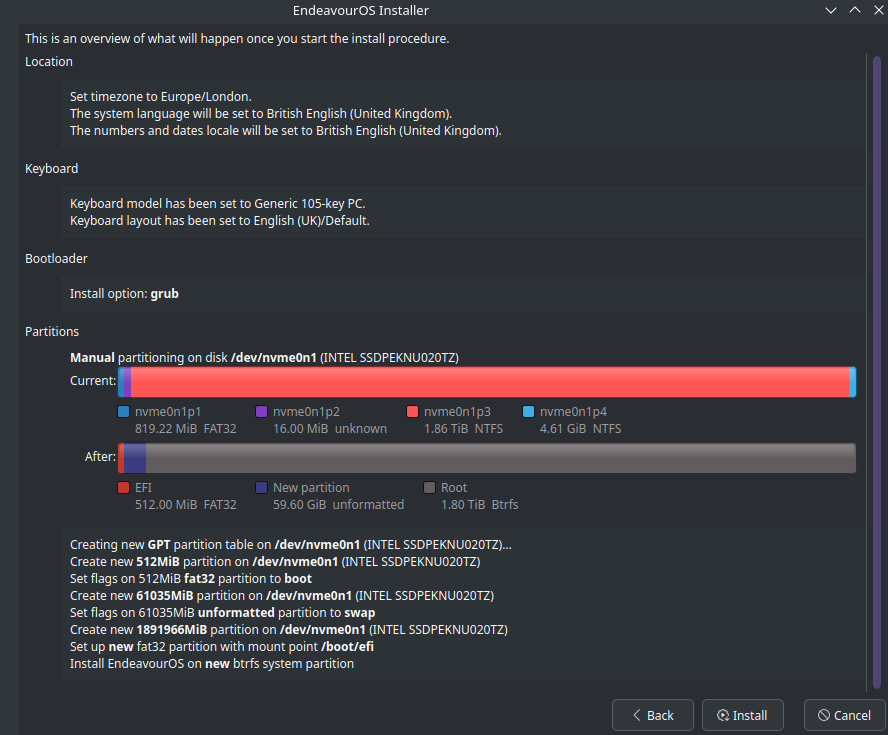 EndeavourOS Installer
This is an overview of what will happen once you start the install procedure.
Location
Set timezone to Europe/London.
The system language will be set to British English (United Kingdom).
The numbers and dates locale will be set to British English (United Kingdom).
Keyboard
Keyboard model has been set to Generic 105-key PC.
Keyboard layout has been set to English (UK)/Default.
Bootloader
Install option: grub
Partitions
Manual partitioning on disk /dev/nvme0n1 (INTEL SSDPEKNU020TZ)
Current:
nvme0n1p1 nvme0n1p2 nvme0n1p3 nvme0n1p4
819.22 MiB FAT32 16.00 MiB unknown 1.86 TiB NTFS 4.61 GiB NTFS
After:
EFI New partition Root
512.00 MiB FAT32 59.60 GiB unformatted 1.80 TiB Btrfs
Creating new GPT partition table on /dev/nvme0n1 (INTEL SSDPEKNU020TZ)...
Create new 512MiB partition on /dev/nvme0n1 (INTEL SSDPEKNU020TZ)
Set flags on 512MiB fat32 partition to boot
Create new 61035MiB partition on /dev/nvme0n1 (INTEL SSDPEKNU020TZ)
Set flags on 61035MiB unformatted partition to swap
Create new 1891966MiB partition on /dev/nvme0n1 (INTEL SSDPEKNU020TZ)
Set up new fat32 partition with mount point /boot/efi
Install EndeavourOS on new btrfs system partition
Back Install Cancel